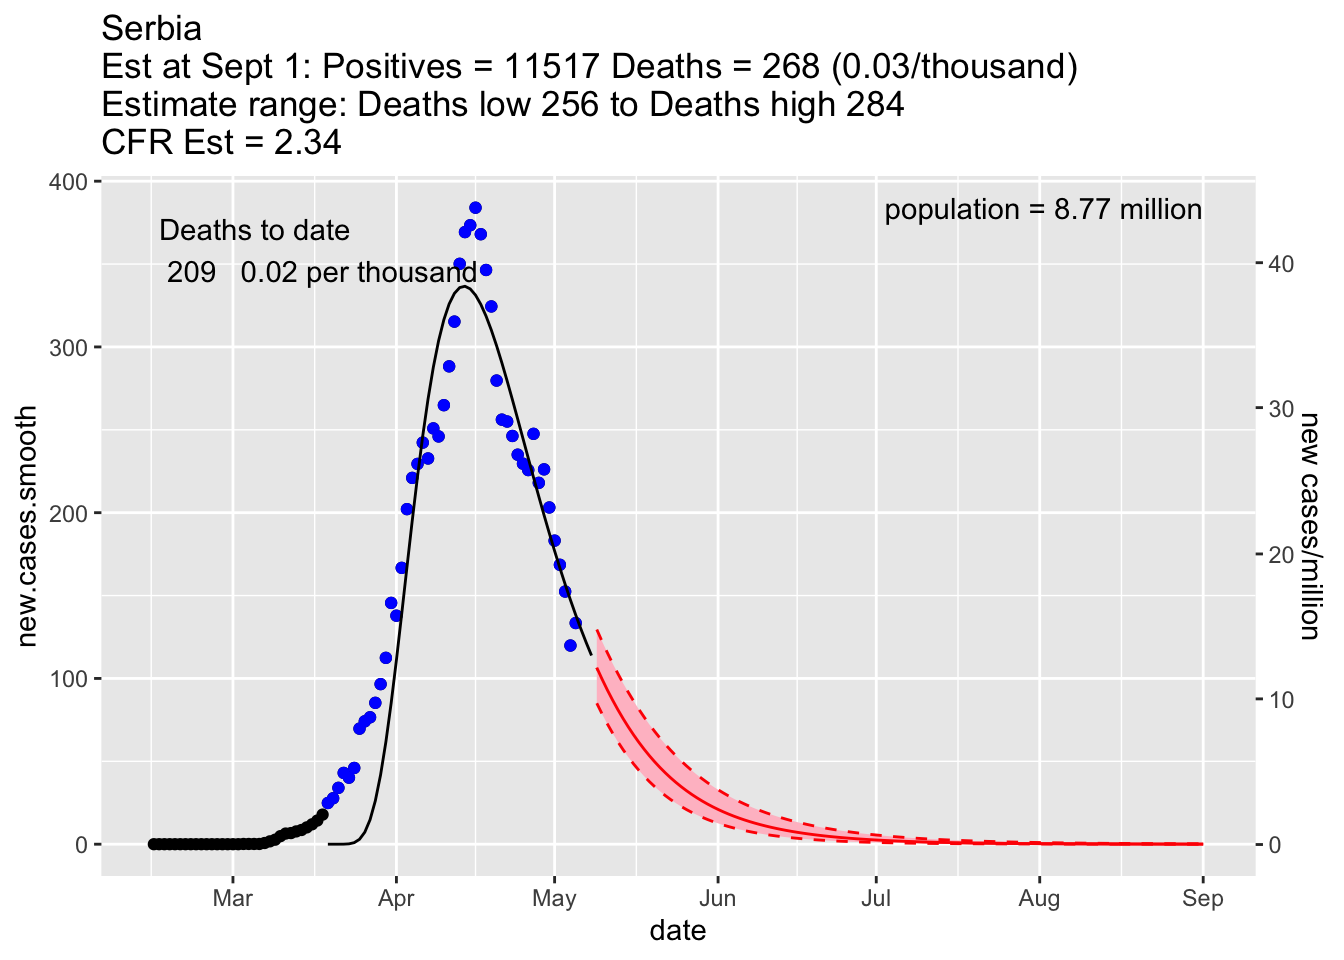 Serbia
Est at Sept 1: Positives = 11517 Deaths = 268 (0.03/thousand)
Estimate range: Deaths low 256 to Deaths high 284
CFR Est = 2.34
400
300
200
100
0
new.cases.smooth
Deaths to date
209 0.02 per thousand
population = 8.77 million
40
30
20
10
0
new cases/million
Mar Apr May Jun Jul Aug Sep
date